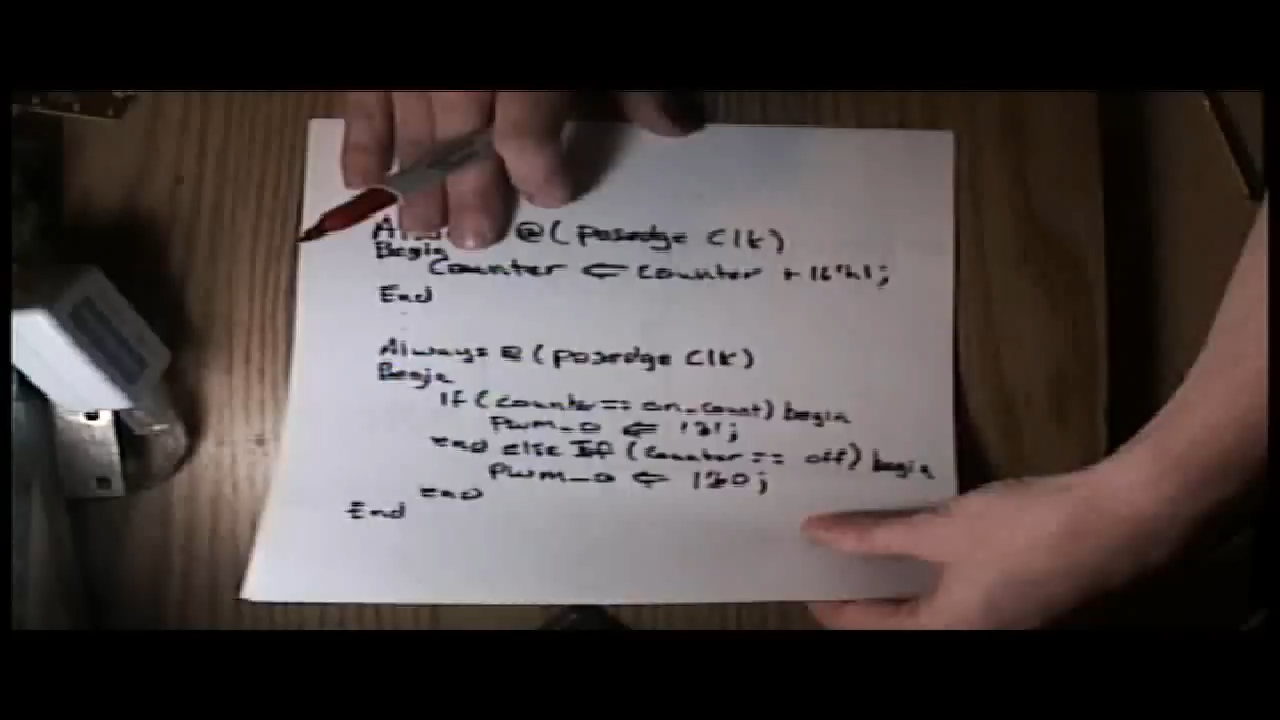 Always @ (posedge Clk)
Begin
Counter <= counter + 16'h1;
End
Always @ (posedge Clk)
Begin
If (counter == on_count) begin
Pwm_o <= 1'b1;
end else If (counter == off) begin
Pwm_o <= 1'b0;
End
End